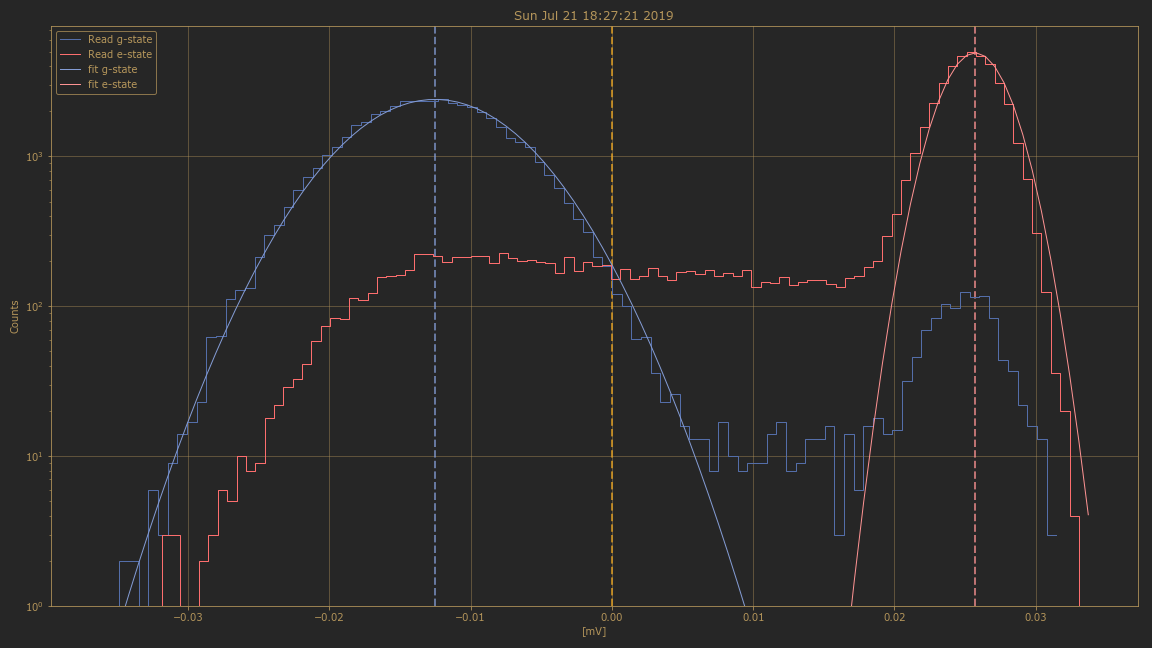 Sun Jul 21 18:27:21 2019
Read g-state
Read e-state
fit g-state
fit e-state
10³
10²
10¹
10⁰
Counts
−0.03
−0.02
−0.01
0.00
0.01
0.02
0.03
[mV]